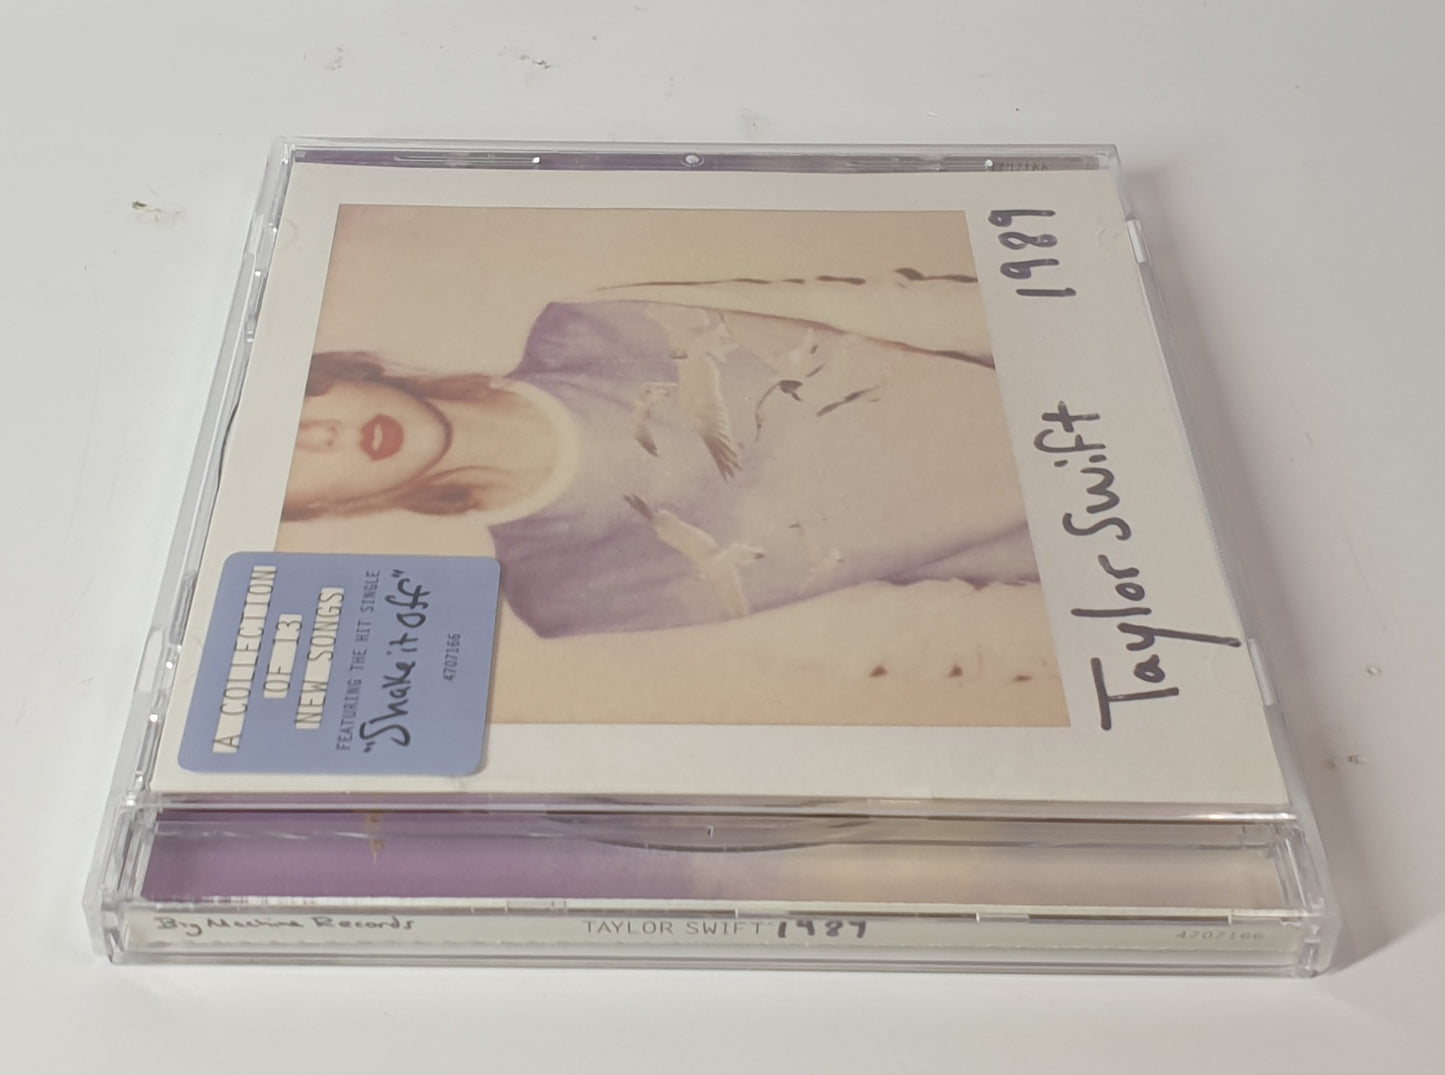 Taylor Swift 1989
A COLLECTION
OF 13
NEW SONGS
FEATURING THE HIT SINGLE
"Shake it Off"
4707166
Big Machine Records TAYLOR SWIFT 1989 4707166